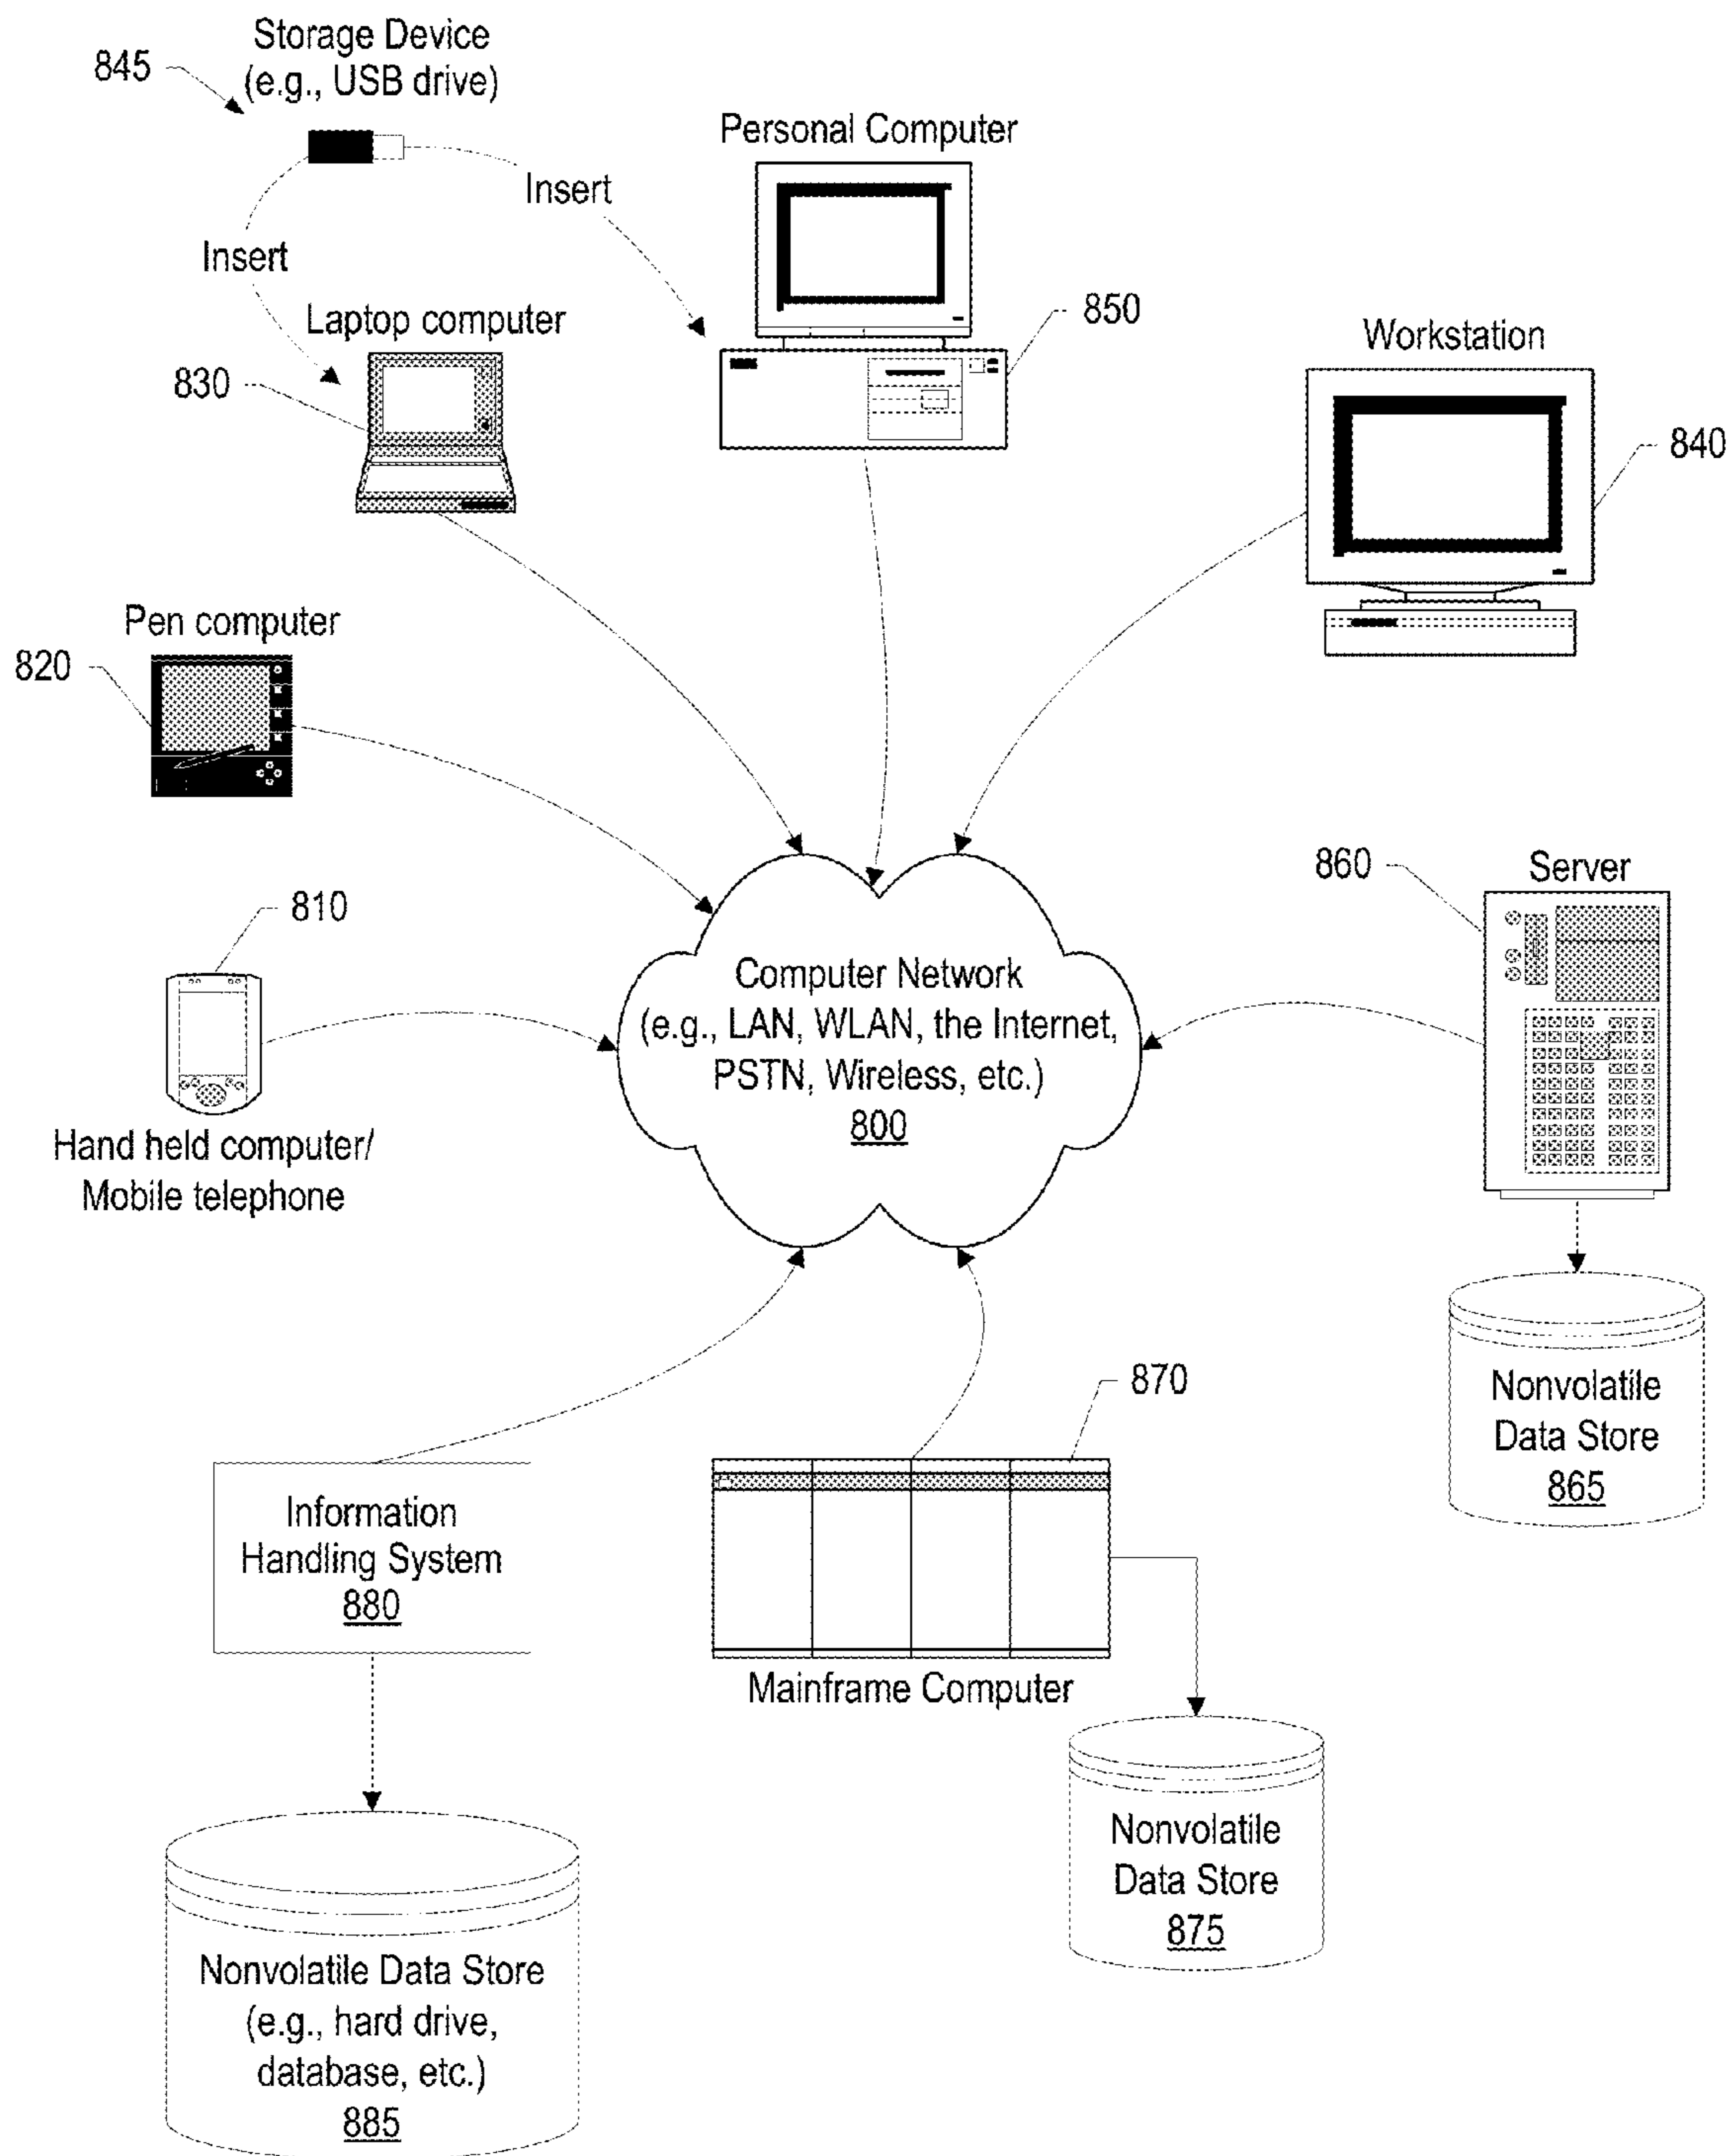 Storage Device
(e.g., USB drive)
845
Insert
Insert
Personal Computer
850
Laptop computer
830
Workstation
840
Pen computer
820
810
Hand held computer/
Mobile telephone
Computer Network
(e.g., LAN, WLAN, the Internet,
PSTN, Wireless, etc.)
800
860
Server
Nonvolatile
Data Store
865
870
Mainframe Computer
Information
Handling System
880
Nonvolatile
Data Store
875
Nonvolatile Data Store
(e.g., hard drive,
database, etc.)
885